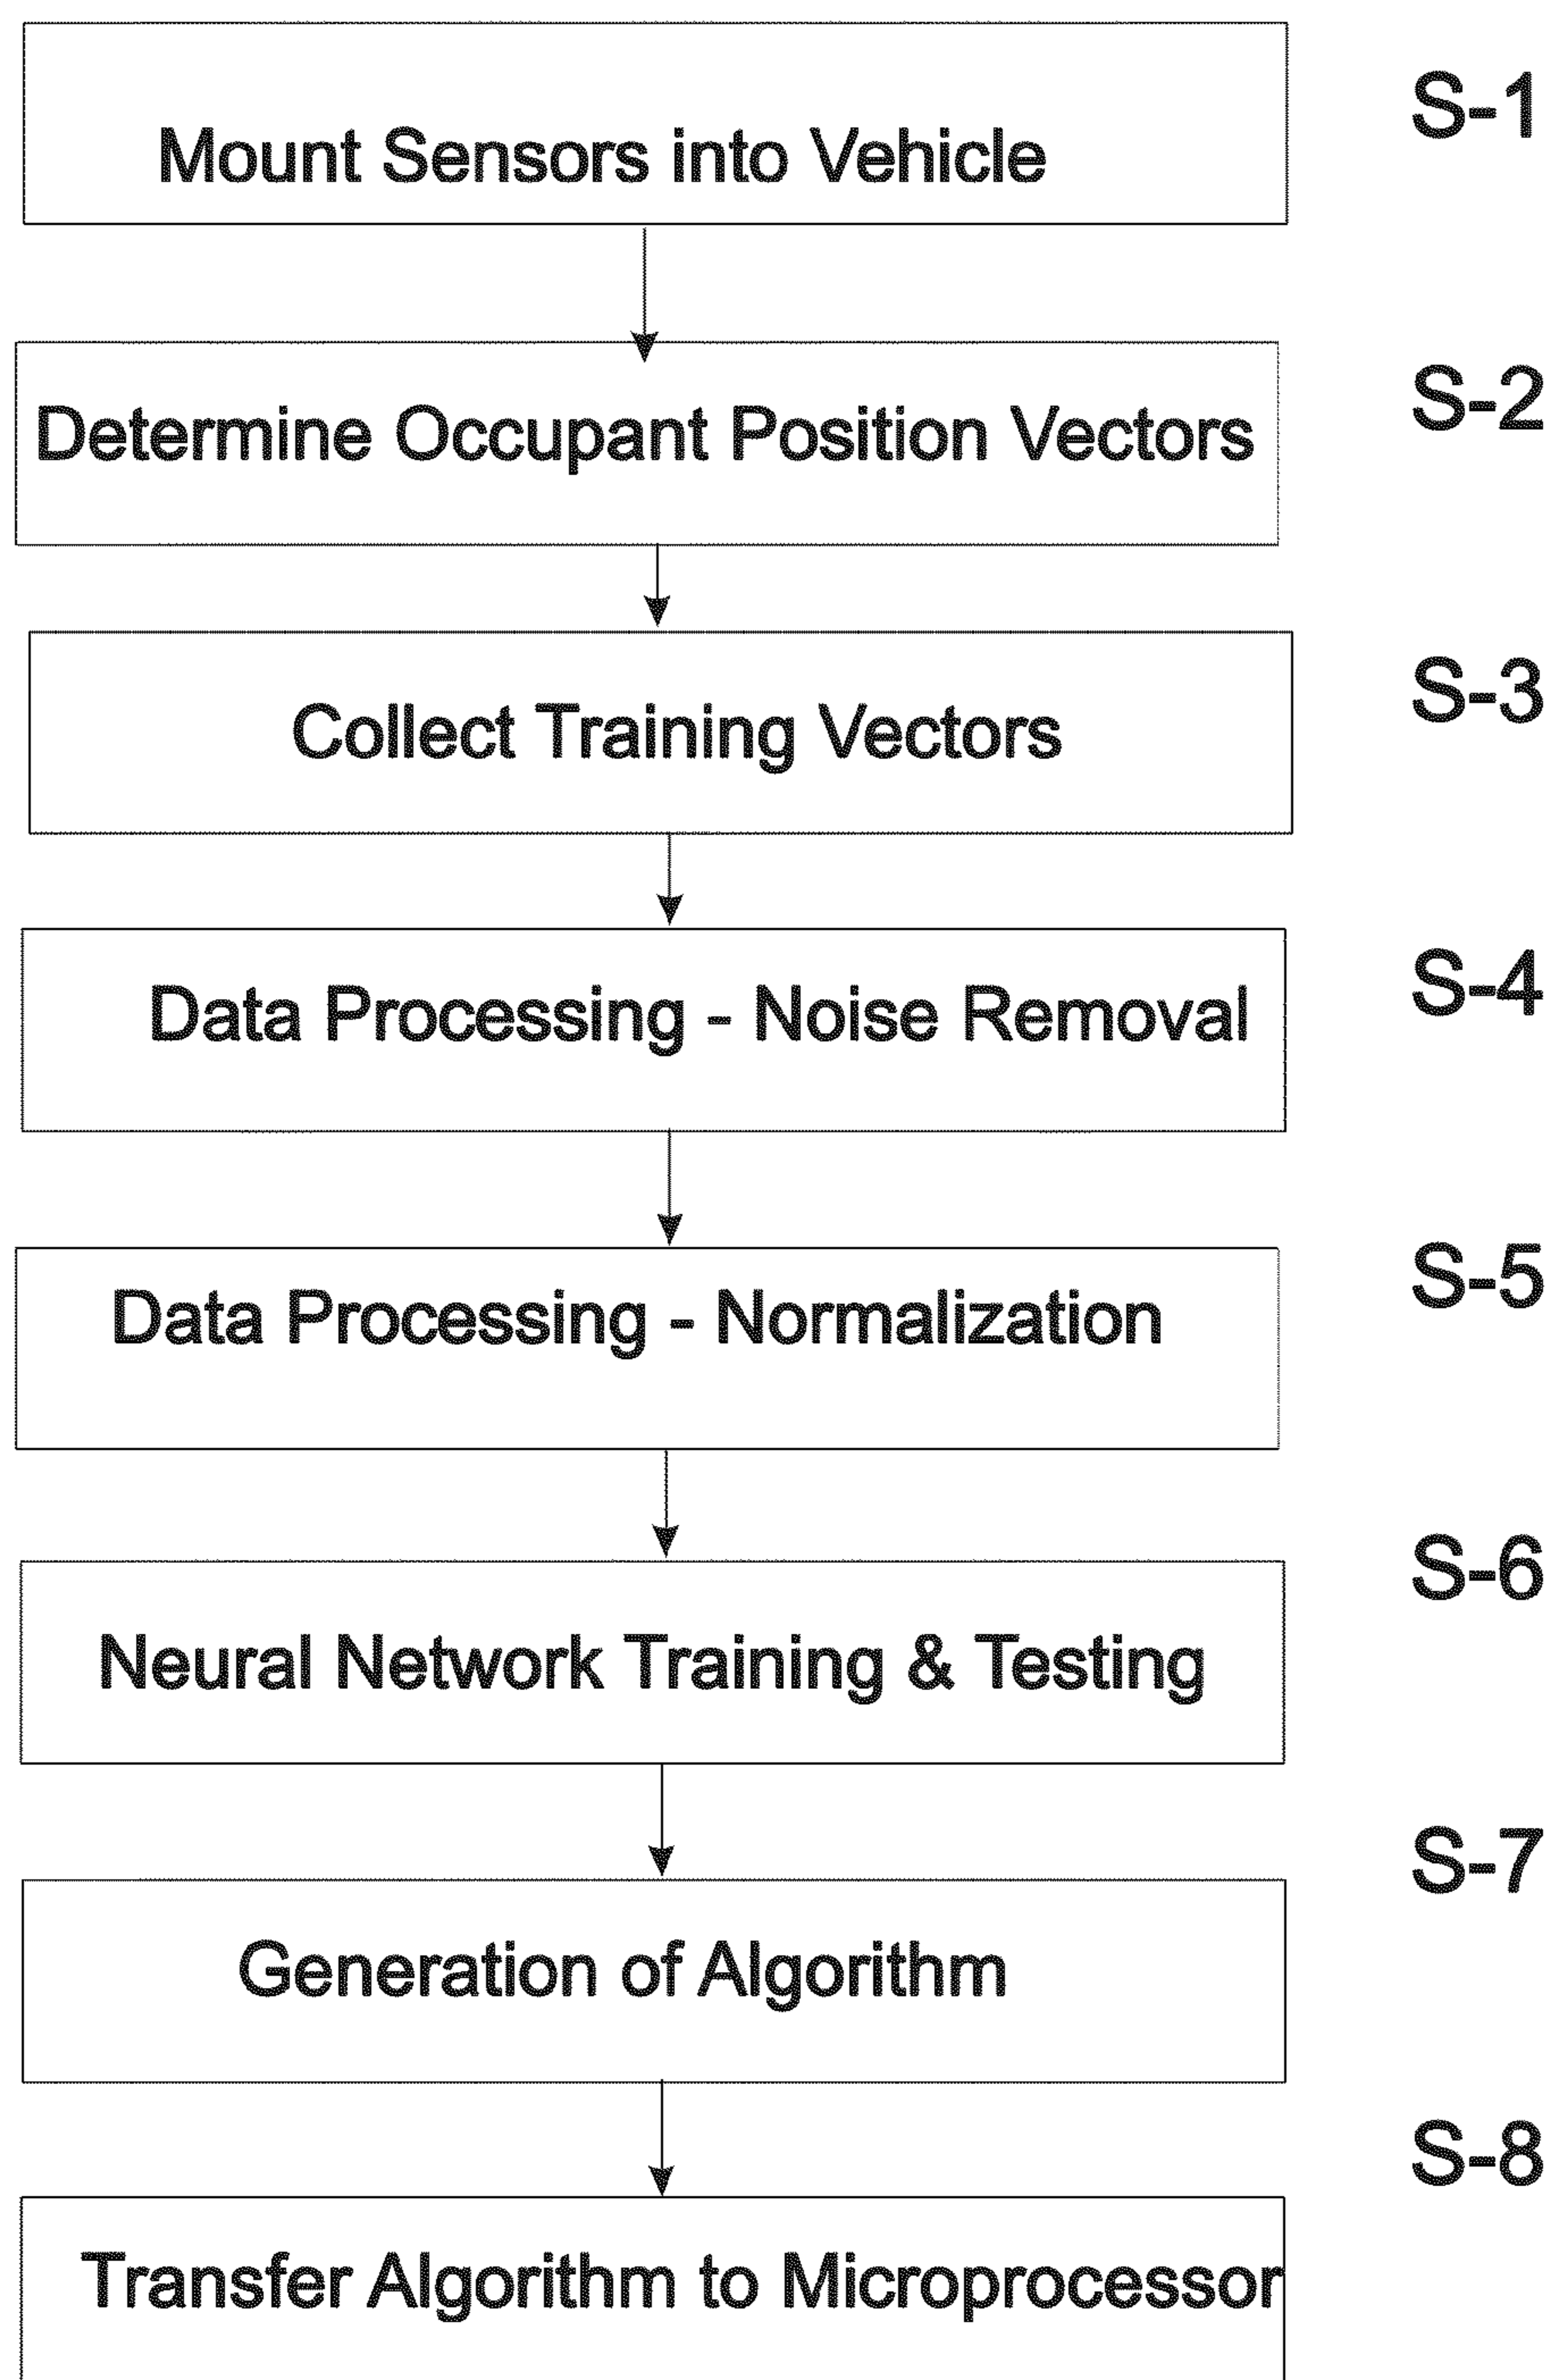 Mount Sensors into Vehicle
S-1
Determine Occupant Position Vectors
S-2
Collect Training Vectors
S-3
Data Processing - Noise Removal
S-4
Data Processing - Normalization
S-5
Neural Network Training & Testing
S-6
Generation of Algorithm
S-7
Transfer Algorithm to Microprocessor
S-8